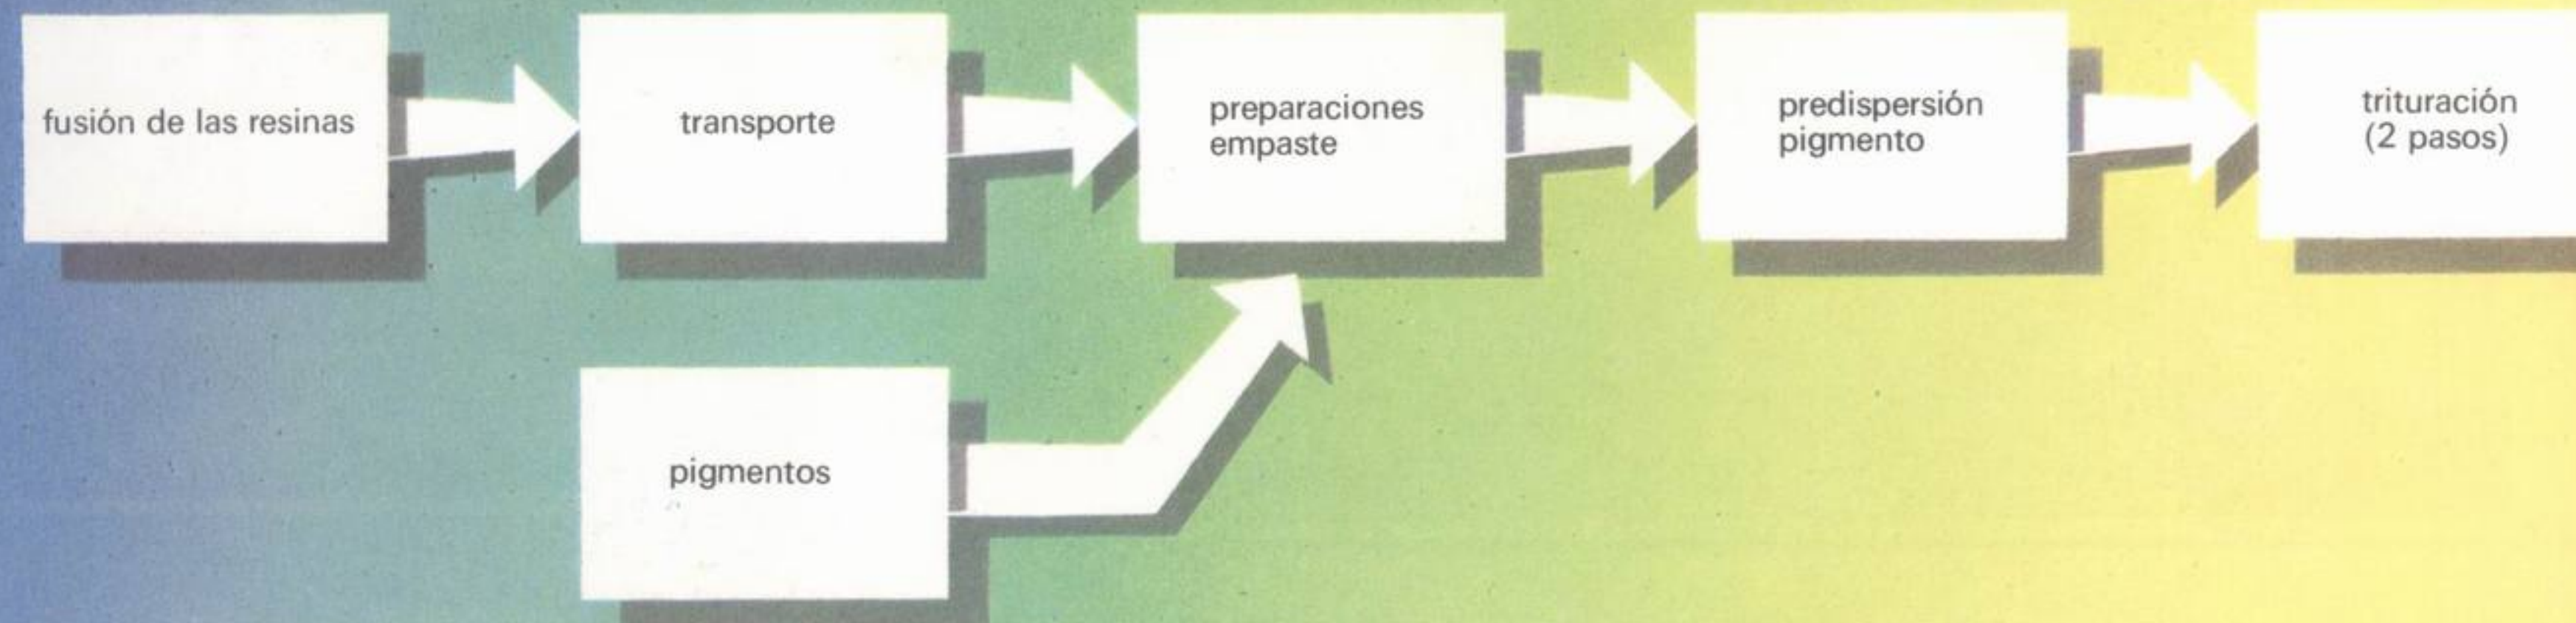 fusión de las resinas
transporte
preparaciones
empaste
predispersión
pigmento
trituración
(2 pasos)
pigmentos